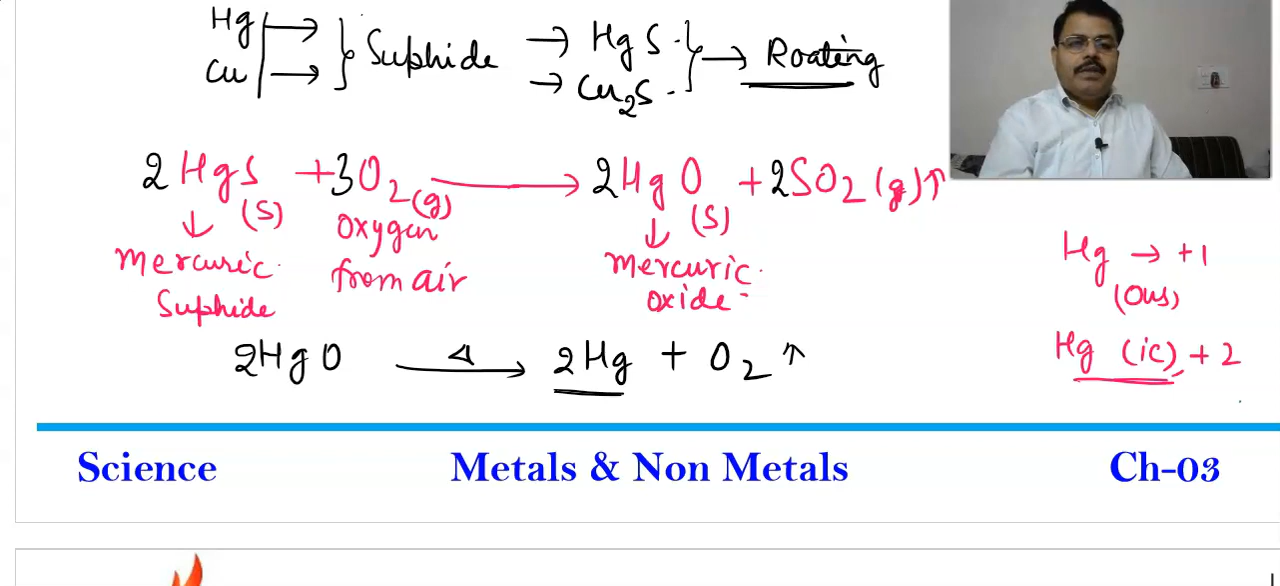 Hg → } Suphide → HgS } → Roating
Cu → → Cu2S
2HgS (s) + 3O2 (g) → 2HgO (s) + 2SO2 (g)↑
↓ Mercuric Suphide
Oxygen from air
↓ Mercuric oxide
Hg → +1
(ous)
Hg (ic) +2
2HgO —Δ→ 2Hg + O2 ↑
Science Metals & Non Metals Ch-03